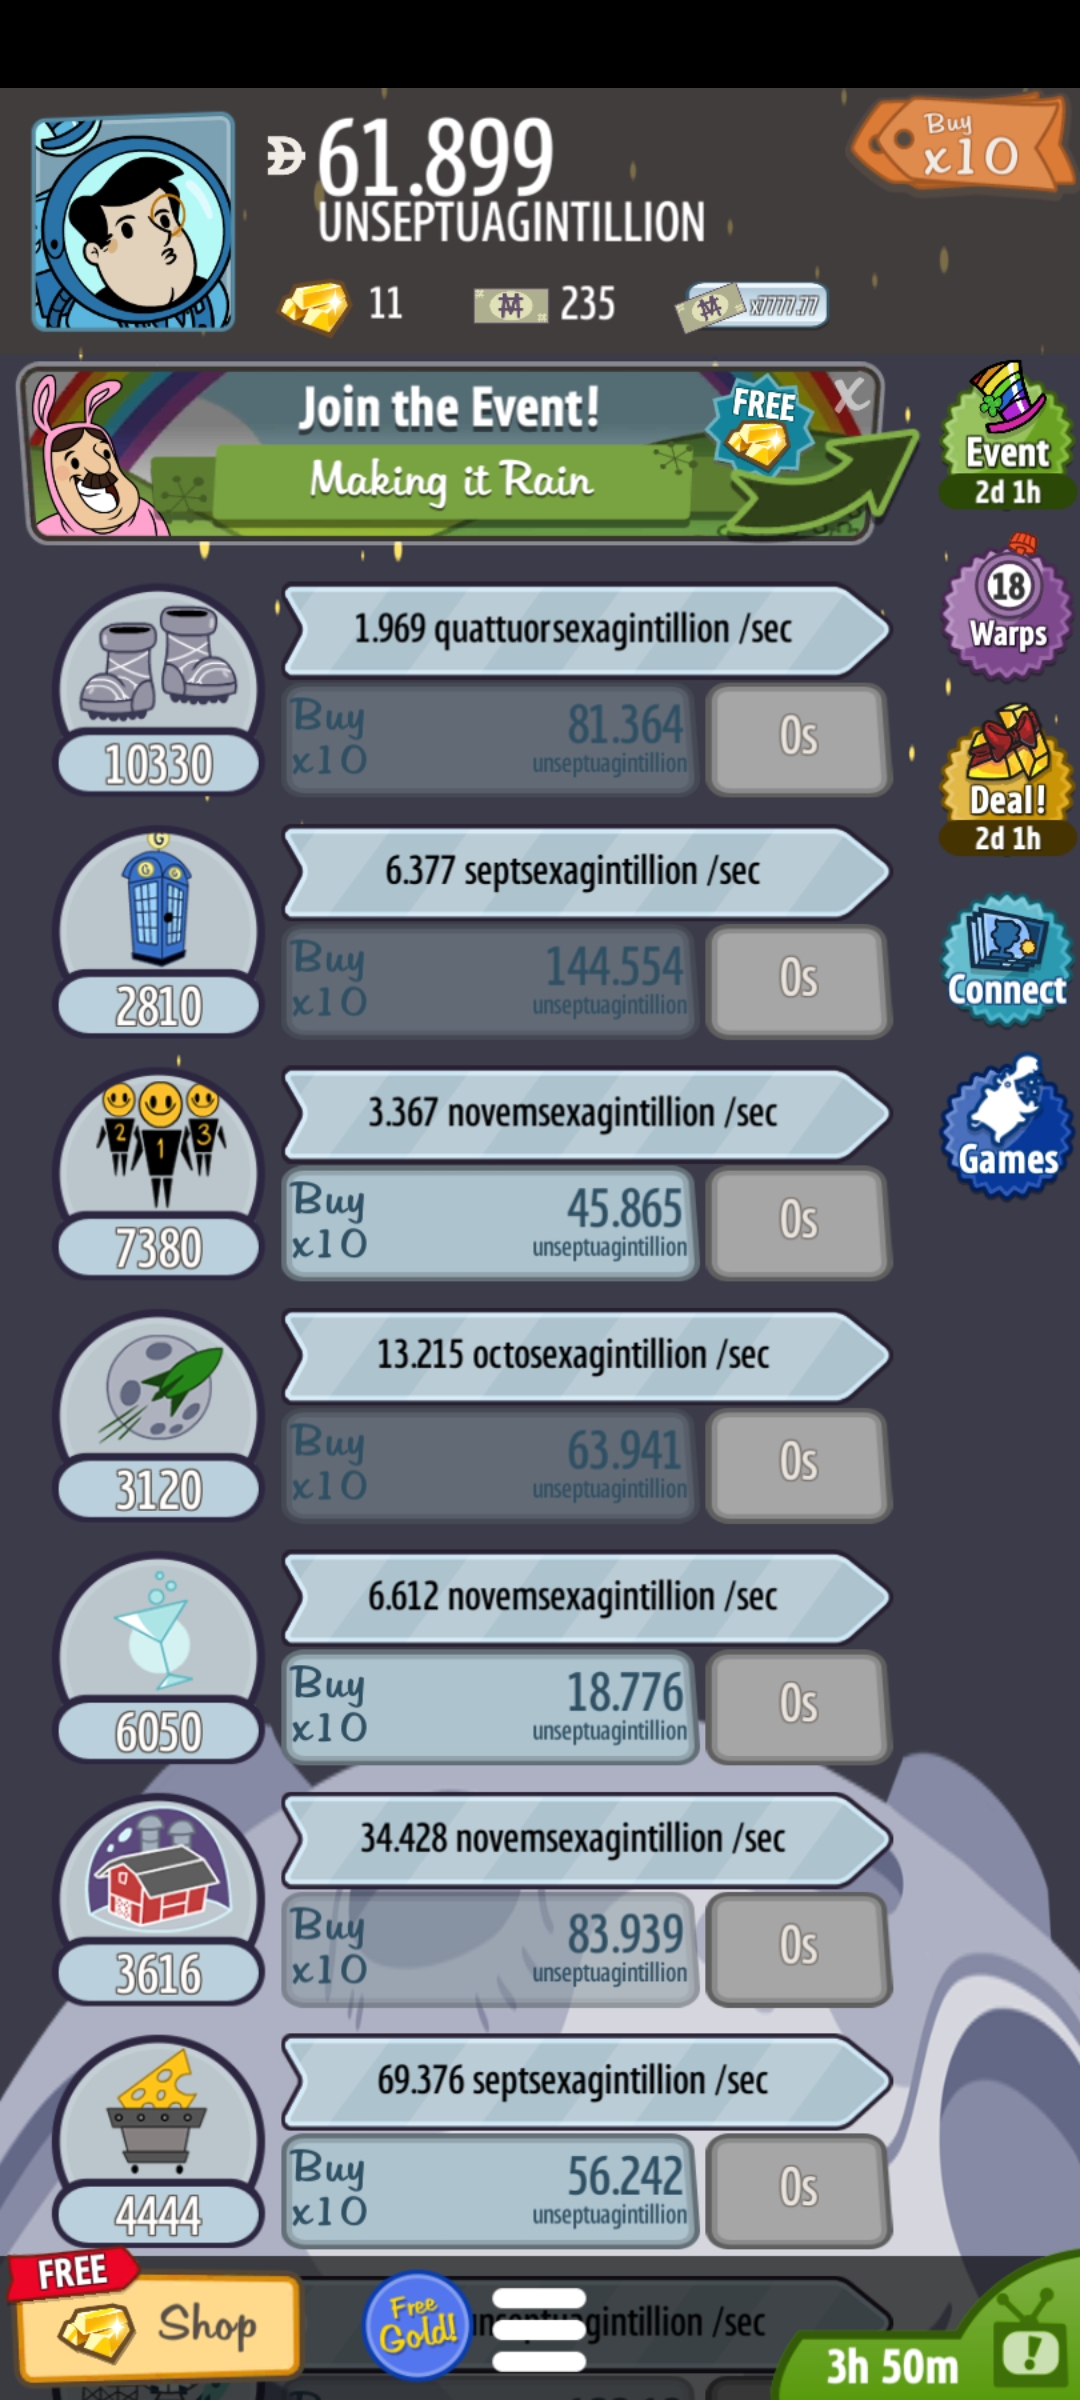 61.899
UNSEPTUAGINTILLION
Buy
x10
11
235
x7777.77
Join the Event!
Making it Rain
FREE
X
Event
2d 1h
1.969 quattuorsexagintillion /sec
Buy
x10
81.364
unseptuagintillion
0s
10330
18
Warps
Deal!
2d 1h
6.377 septsexagintillion /sec
Buy
x10
144.554
unseptuagintillion
0s
2810
Connect
3.367 novemsexagintillion /sec
2 1 3
Buy
x10
45.865
unseptuagintillion
0s
7380
Games
13.215 octosexagintillion /sec
Buy
x10
63.941
unseptuagintillion
0s
3120
6.612 novemsexagintillion /sec
Buy
x10
18.776
unseptuagintillion
0s
6050
34.428 novemsexagintillion /sec
Buy
x10
83.939
unseptuagintillion
0s
3616
69.376 septsexagintillion /sec
Buy
x10
56.242
unseptuagintillion
0s
4444
FREE
Shop
Free
Gold!
/sec
3h 50m